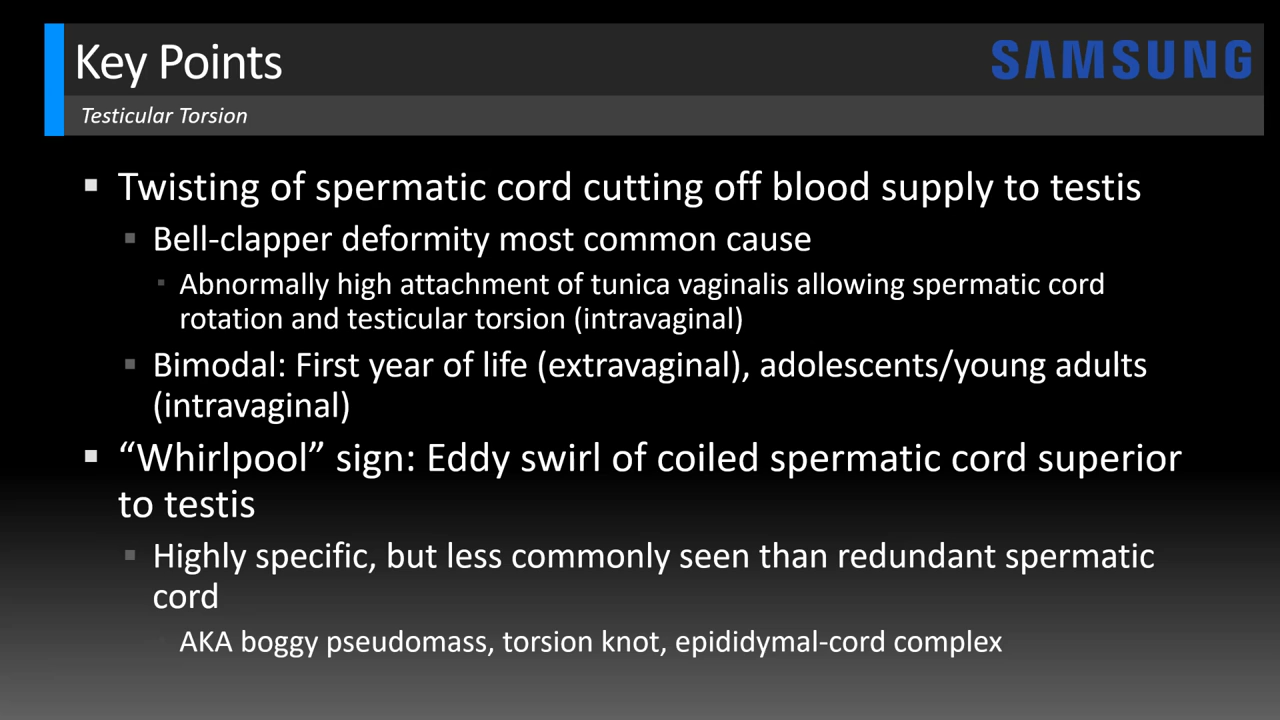 Key Points
SAMSUNG
Testicular Torsion
Twisting of spermatic cord cutting off blood supply to testis
Bell-clapper deformity most common cause
Abnormally high attachment of tunica vaginalis allowing spermatic cord
rotation and testicular torsion (intravaginal)
Bimodal: First year of life (extravaginal), adolescents/young adults
(intravaginal)
“Whirlpool” sign: Eddy swirl of coiled spermatic cord superior
to testis
Highly specific, but less commonly seen than redundant spermatic
cord
AKA boggy pseudomass, torsion knot, epididymal-cord complex